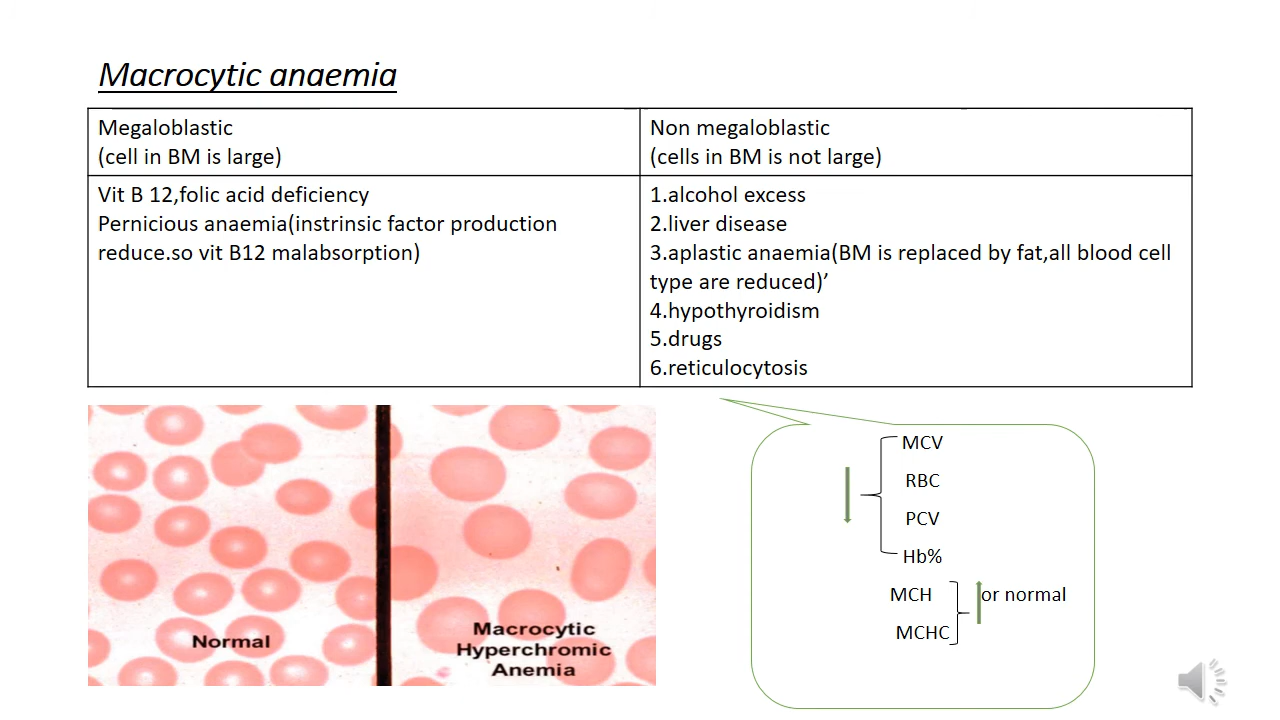 Macrocytic anaemia
Megaloblastic
(cell in BM is large)
Non megaloblastic
(cells in BM is not large)
Vit B 12,folic acid deficiency
Pernicious anaemia(instrinsic factor production
reduce.so vit B12 malabsorption)
1.alcohol excess
2.liver disease
3.aplastic anaemia(BM is replaced by fat,all blood cell
type are reduced)’
4.hypothyroidism
5.drugs
6.reticulocytosis
Normal
Macrocytic
Hyperchromic
Anemia
MCV
RBC
PCV
Hb%
MCH
or normal
MCHC